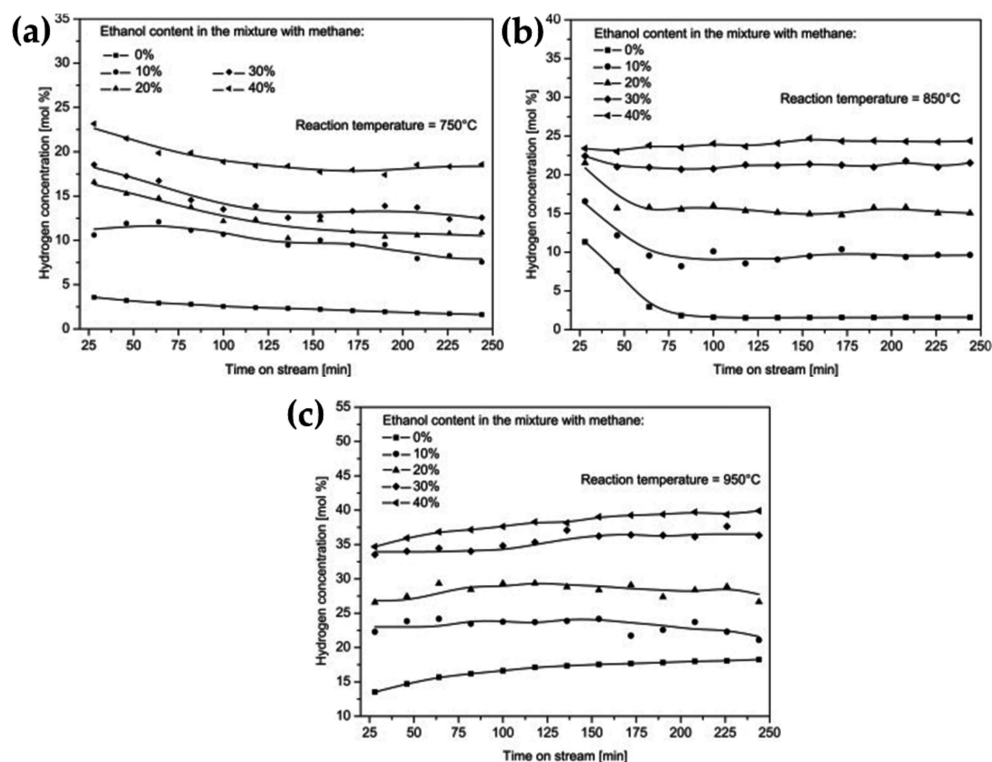 (a)
Ethanol content in the mixture with methane:
0%
10%
30%
20%
40%
Reaction temperature = 750°C
Hydrogen concentration [mol %]
35
30
25
20
15
10
5
0
25 50 75 100 125 150 175 200 225 250
Time on stream [min]
(b)
Ethanol content in the mixture with methane:
0%
10%
20%
30%
40%
Reaction temperature = 850°C
Hydrogen concentration [mol %]
40
35
30
25
20
15
10
5
0
25 50 75 100 125 150 175 200 225 250
Time on stream [min]
(c)
Ethanol content in the mixture with methane:
0%
10%
20%
30%
40%
Reaction temperature = 950°C
Hydrogen concentration [mol %]
55
50
45
40
35
30
25
20
15
10
25 50 75 100 125 150 175 200 225 250
Time on stream [min]